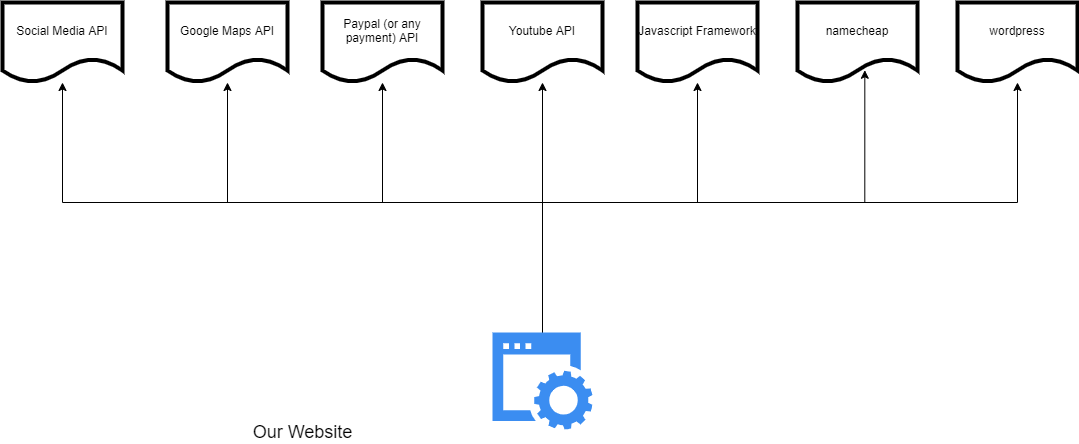 Social Media API
Google Maps API
Paypal (or any
payment) API
Youtube API
Javascript Framework
namecheap
wordpress
Our Website